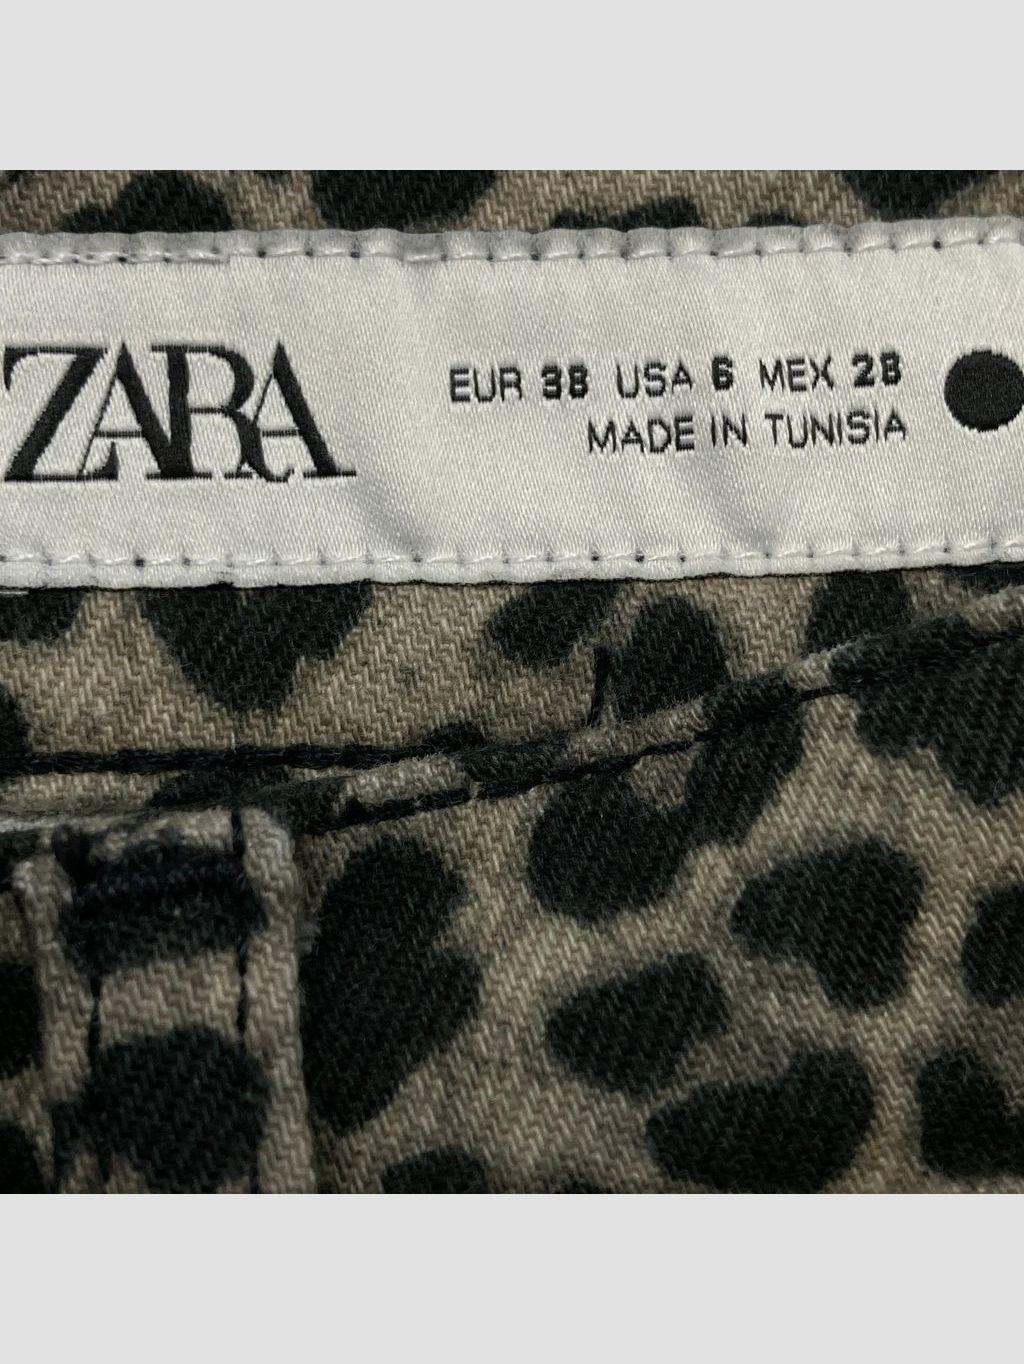 ZARA
EUR 38 USA 6 MEX 28
MADE IN TUNISIA